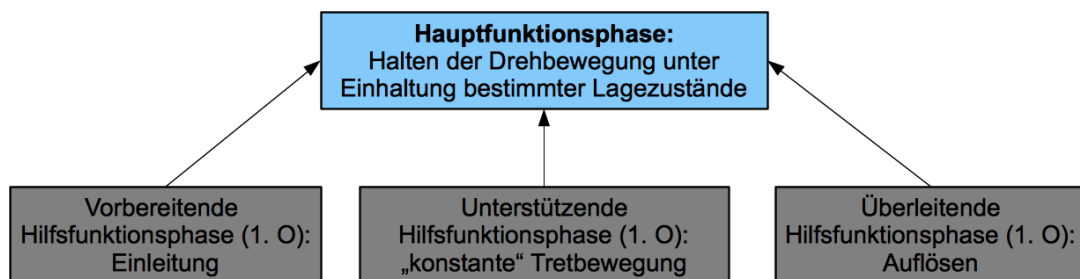 Hauptfunktionsphase:
Halten der Drehbewegung unter
Einhaltung bestimmter Lagezustände
Vorbereitende
Hilfsfunktionsphase (1. O):
Einleitung
Unterstützende
Hilfsfunktionsphase (1. O):
„konstante“ Tretbewegung
Überleitende
Hilfsfunktionsphase (1. O):
Auflösen